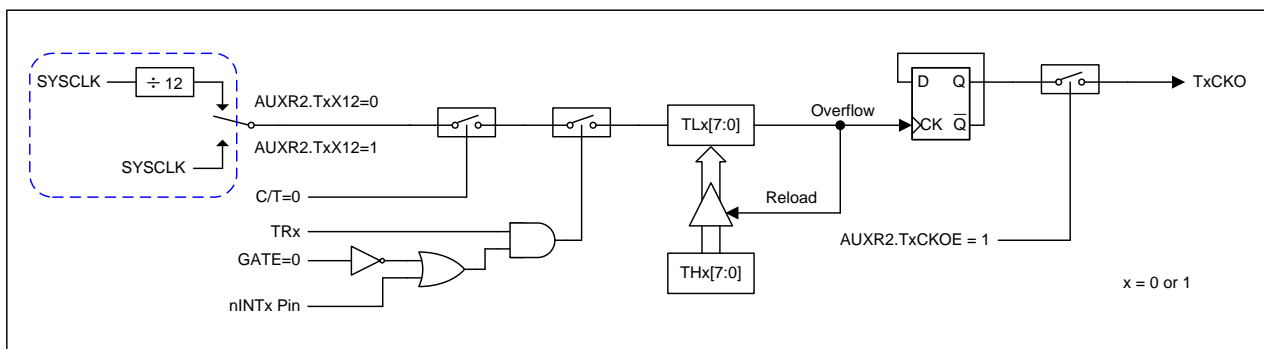 SYSCLK
÷ 12
AUXR2.TxX12=0
AUXR2.TxX12=1
SYSCLK
C/T=0
TRx
GATE=0
nINTx Pin
TLx[7:0]
Overflow
Reload
THx[7:0]
D
Q
CK
Q̅
TxCKO
AUXR2.TxCKOE = 1
x = 0 or 1